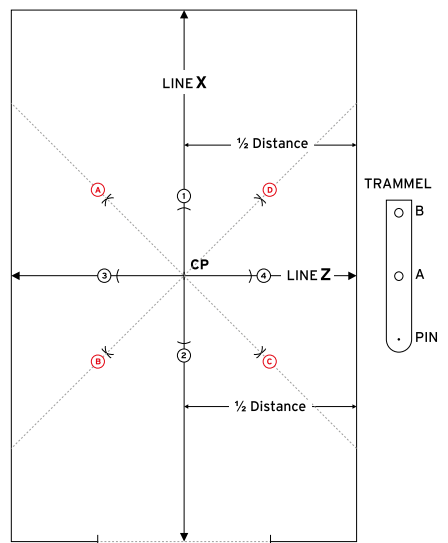 LINE X
½ Distance
TRAMMEL
A
D
B
1
CP
3
4
LINE Z
A
2
B
C
PIN
½ Distance